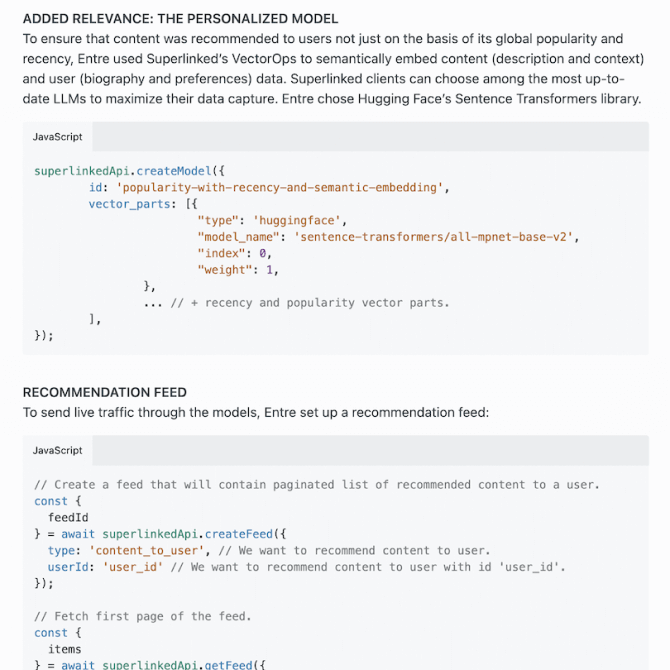 ADDED RELEVANCE: THE PERSONALIZED MODEL
To ensure that content was recommended to users not just on the basis of its global popularity and
recency, Entre used Superlinked's VectorOps to semantically embed content (description and context)
and user (biography and preferences) data. Superlinked clients can choose among the most up-to-
date LLMs to maximize their data capture. Entre chose Hugging Face's Sentence Transformers library.
JavaScript
superlinkedApi.createModel({
        id: 'popularity-with-recency-and-semantic-embedding',
        vector_parts: [{
                        "type": 'huggingface',
                        "model_name": 'sentence-transformers/all-mpnet-base-v2',
                        "index": 0,
                        "weight": 1,
                },
                ... // + recency and popularity vector parts.
        ],
});
RECOMMENDATION FEED
To send live traffic through the models, Entre set up a recommendation feed:
JavaScript
// Create a feed that will contain paginated list of recommended content to a user.
const {
  feedId
} = await superlinkedApi.createFeed({
  type: 'content_to_user', // We want to recommend content to user.
  userId: 'user_id' // We want to recommend content to user with id 'user_id'.
});
// Fetch first page of the feed.
const {
  items
} = await superlinkedApi.getFeed({